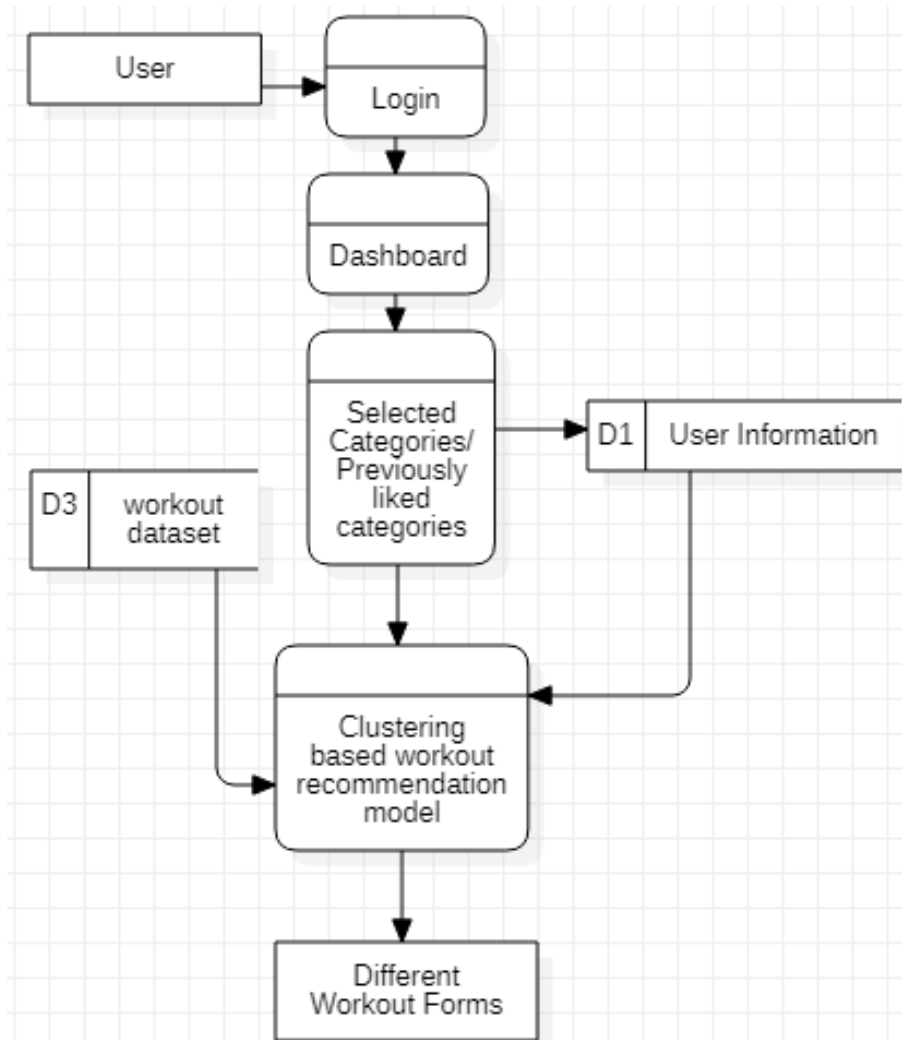 User
Login
Dashboard
Selected
Categories/
Previously
liked
categories
D1
User Information
D3
workout
dataset
Clustering
based workout
recommendation
model
Different
Workout Forms